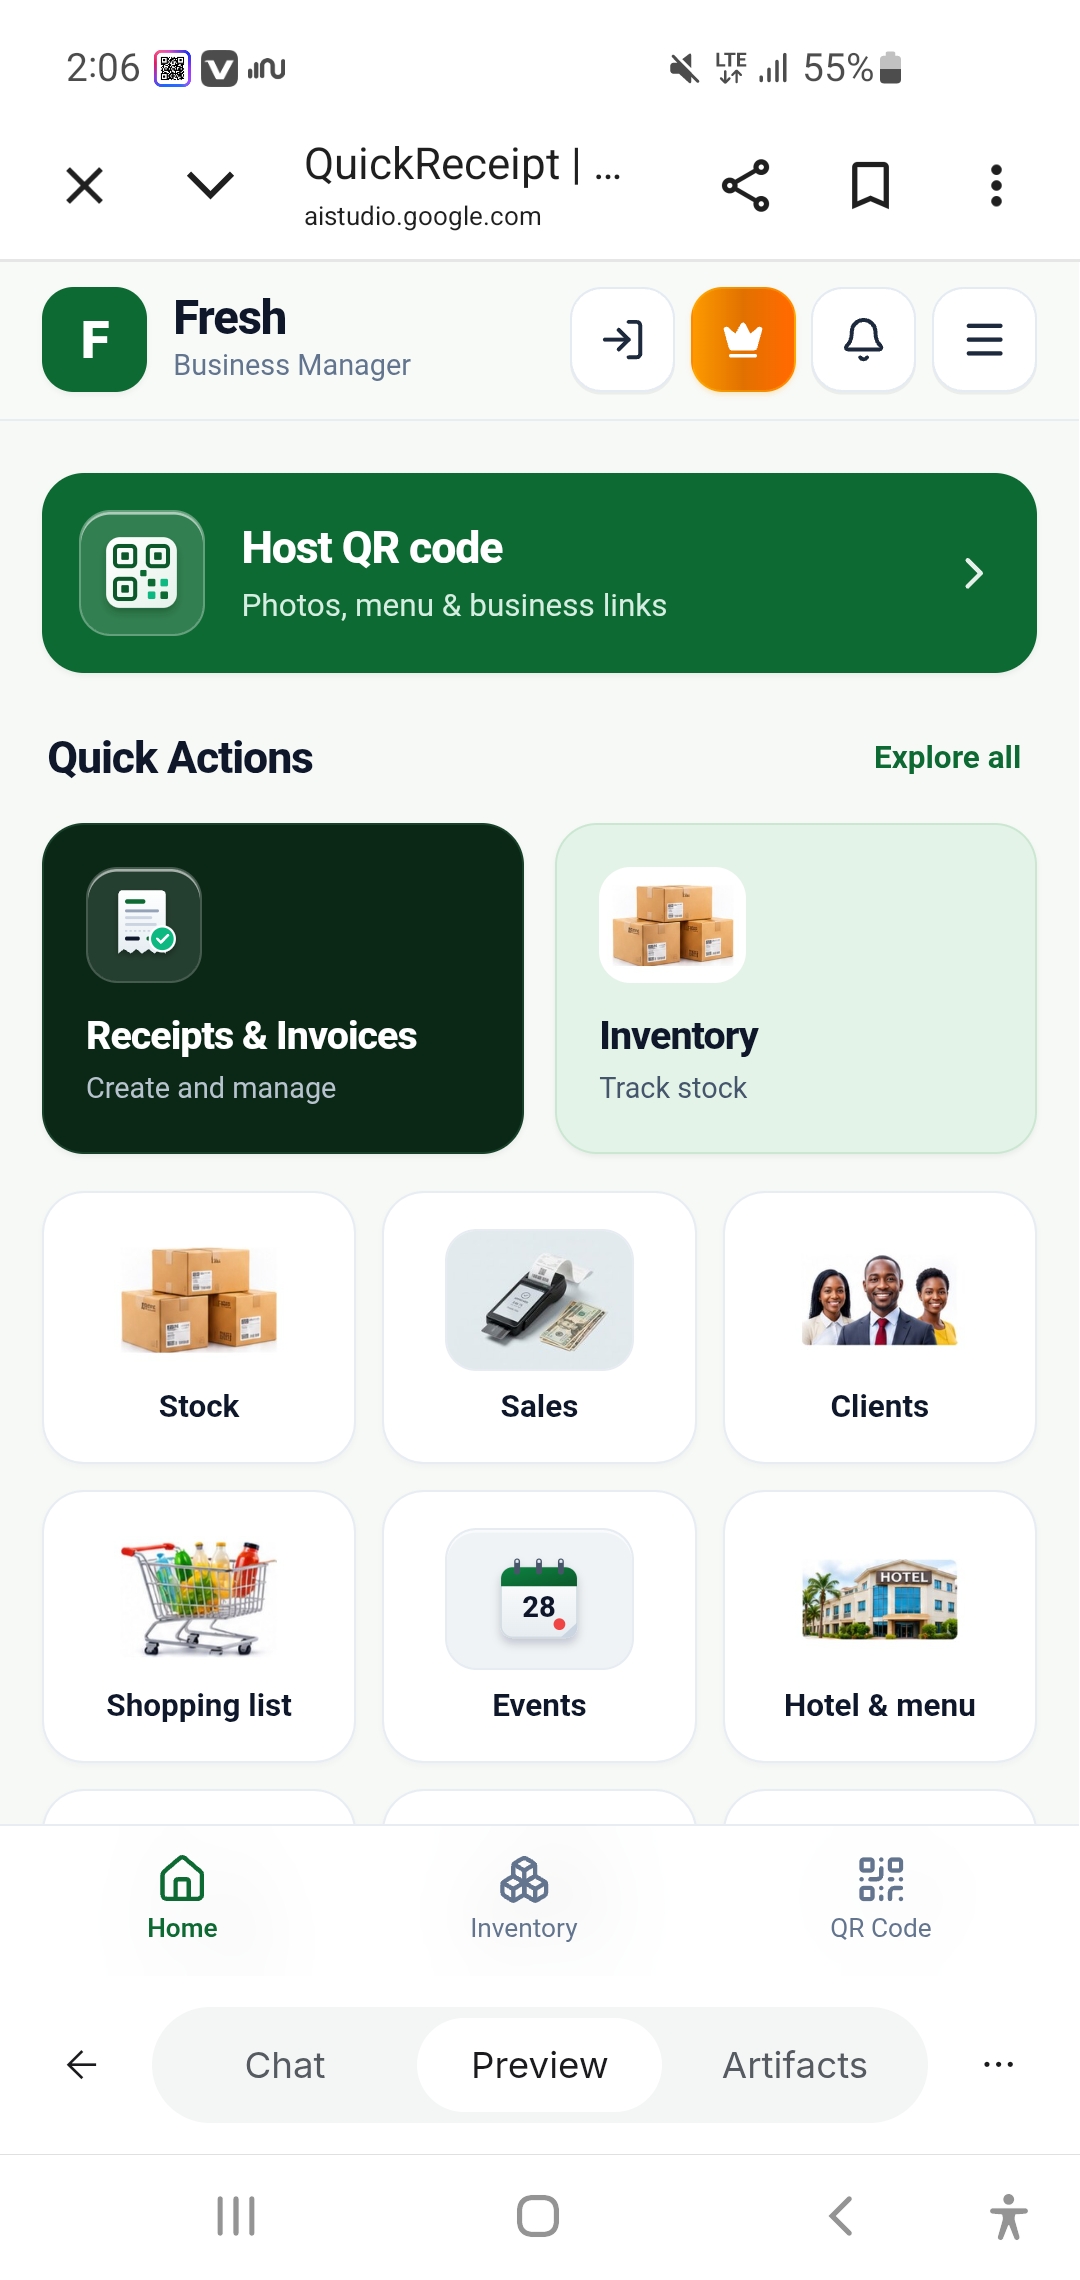 2:06
LTE
55%
QuickReceipt | ...
aistudio.google.com
F
Fresh
Business Manager
Host QR code
Photos, menu & business links
Quick Actions
Explore all
Receipts & Invoices
Create and manage
Inventory
Track stock
Stock
Sales
Clients
28
HOTEL
Shopping list
Events
Hotel & menu
Home
Inventory
QR Code
Chat
Preview
Artifacts